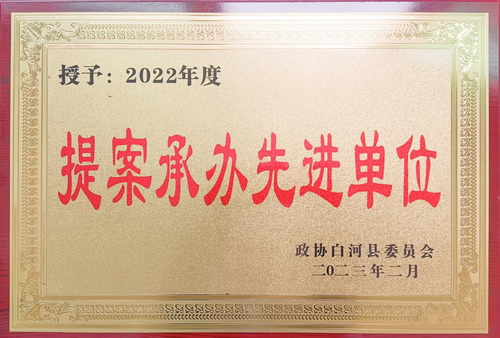 授予：2022年度
提案承办先进单位
政协白河县委员会
二〇二三年二月